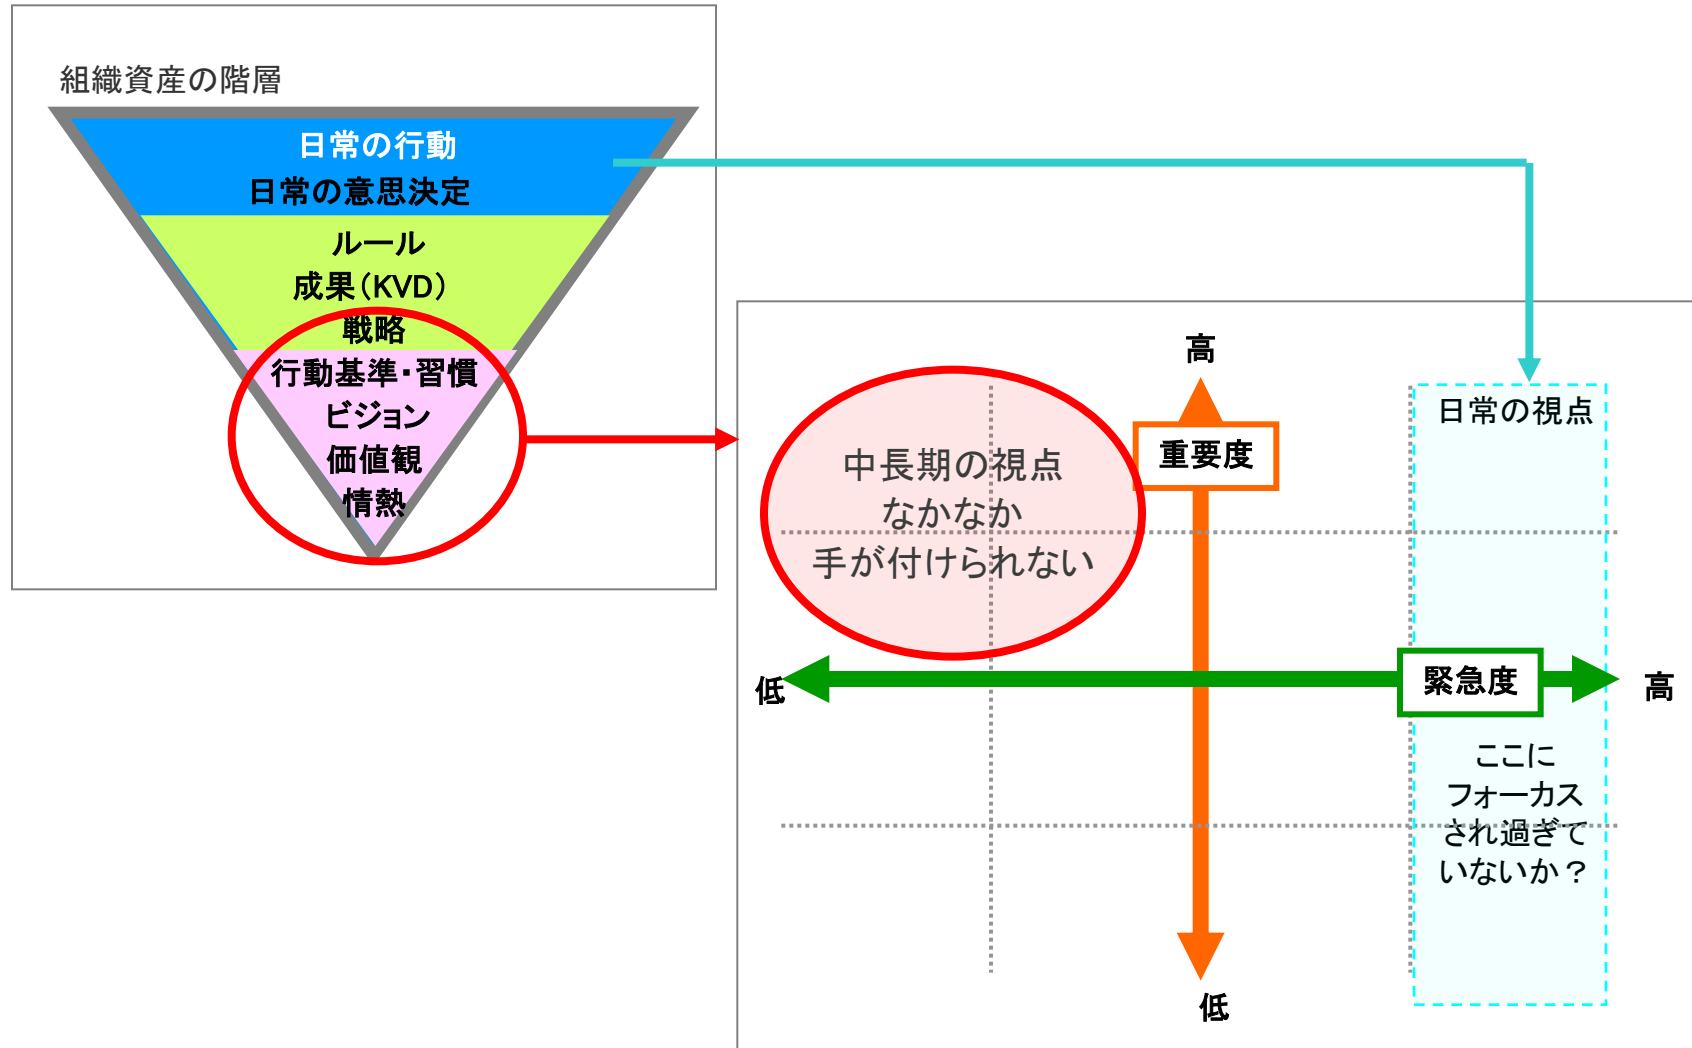 組織資産の階層
日常の行動
日常の意思決定
ルール
成果(KVD)
戦略
行動基準・習慣
ビジョン
価値観
情熱
高
重要度
中長期の視点
なかなか
手が付けられない
日常の視点
低
緊急度
高
ここに
フォーカス
され過ぎて
いないか？
低